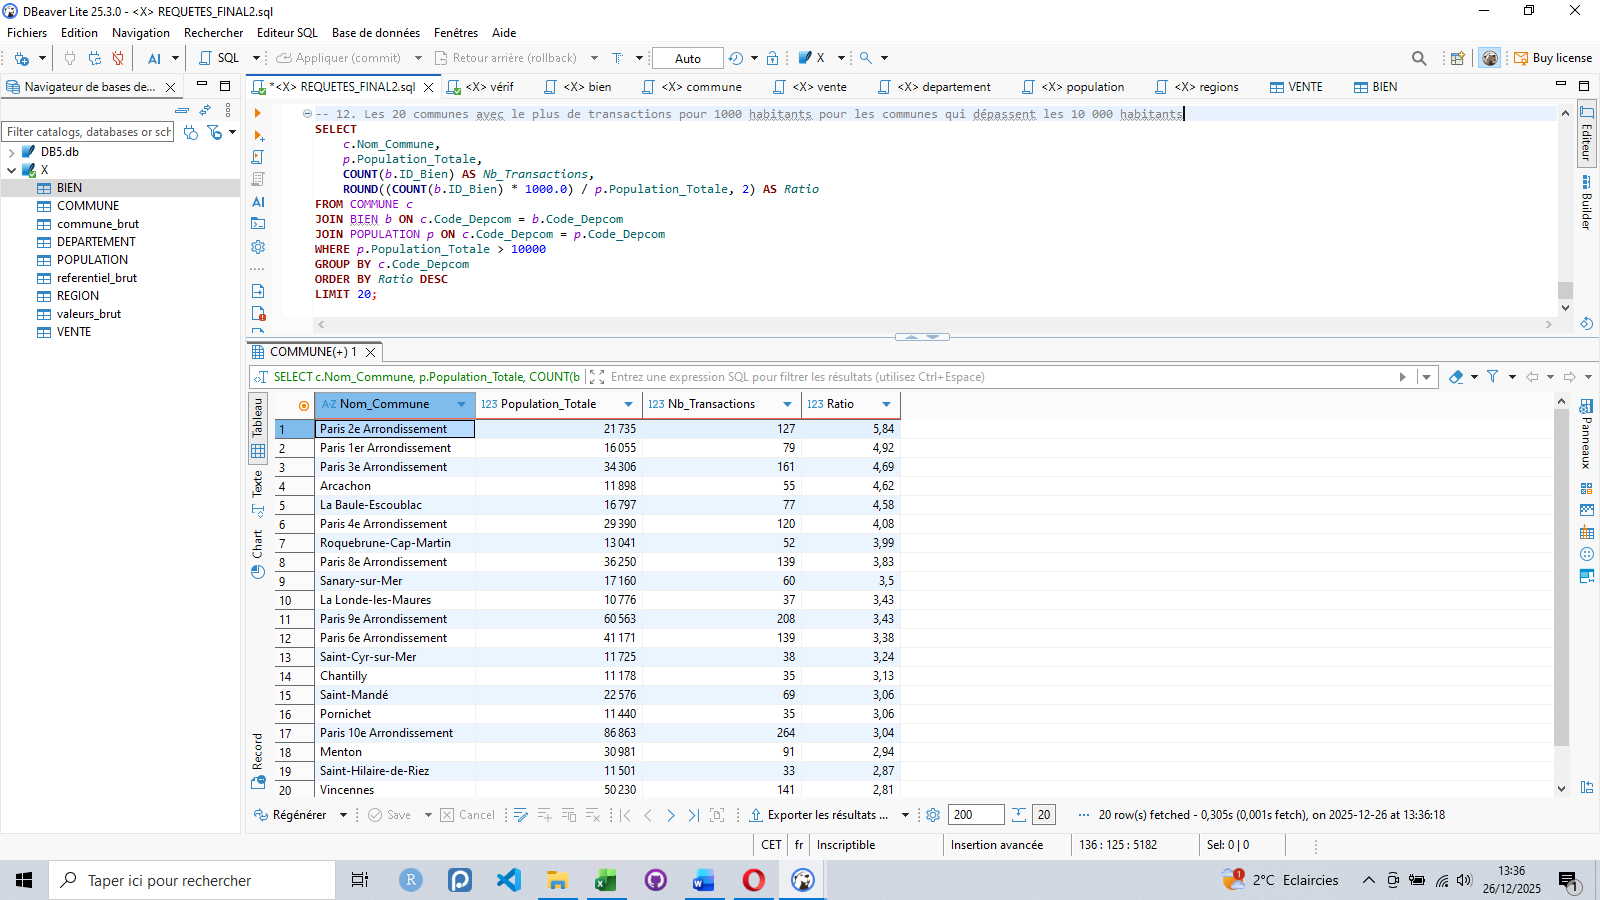 DBeaver Lite 25.3.0 - <X> REQUETES_FINAL2.sql
Fichiers Edition Navigation Rechercher Editeur SQL Base de données Fenêtres Aide
AI SQL Appliquer (commit) Retour arrière (rollback) T Auto X Buy license
Navigateur de bases de... *<X> REQUETES_FINAL2.sql <X> vérif <X> bien <X> commune <X> vente <X> departement <X> population <X> regions VENTE BIEN
Filter catalogs, databases or sch
DB5.db
X
BIEN
COMMUNE
commune_brut
DEPARTEMENT
POPULATION
referentiel_brut
REGION
valeurs_brut
VENTE
AI
-- 12. Les 20 communes avec le plus de transactions pour 1000 habitants pour les communes qui dépassent les 10 000 habitants
SELECT
c.Nom_Commune,
p.Population_Totale,
COUNT(b.ID_Bien) AS Nb_Transactions,
ROUND((COUNT(b.ID_Bien) * 1000.0) / p.Population_Totale, 2) AS Ratio
FROM COMMUNE c
JOIN BIEN b ON c.Code_Depcom = b.Code_Depcom
JOIN POPULATION p ON c.Code_Depcom = p.Code_Depcom
WHERE p.Population_Totale > 10000
GROUP BY c.Code_Depcom
ORDER BY Ratio DESC
LIMIT 20;
Editeur
Builder
COMMUNE(+) 1
SELECT c.Nom_Commune, p.Population_Totale, COUNT(b Entrez une expression SQL pour filtrer les résultats (utilisez Ctrl+Espace)
Tableau
Texte
Chart
Record
A-Z Nom_Commune 123 Population_Totale 123 Nb_Transactions 123 Ratio
1 Paris 2e Arrondissement 21 735 127 5,84
2 Paris 1er Arrondissement 16 055 79 4,92
3 Paris 3e Arrondissement 34 306 161 4,69
4 Arcachon 11 898 55 4,62
5 La Baule-Escoublac 16 797 77 4,58
6 Paris 4e Arrondissement 29 390 120 4,08
7 Roquebrune-Cap-Martin 13 041 52 3,99
8 Paris 8e Arrondissement 36 250 139 3,83
9 Sanary-sur-Mer 17 160 60 3,5
10 La Londe-les-Maures 10 776 37 3,43
11 Paris 9e Arrondissement 60 563 208 3,43
12 Paris 6e Arrondissement 41 171 139 3,38
13 Saint-Cyr-sur-Mer 11 725 38 3,24
14 Chantilly 11 178 35 3,13
15 Saint-Mandé 22 576 69 3,06
16 Pornichet 11 440 35 3,06
17 Paris 10e Arrondissement 86 863 264 3,04
18 Menton 30 981 91 2,94
19 Saint-Hilaire-de-Riez 11 501 33 2,87
20 Vincennes 50 230 141 2,81
Panneaux
Régénérer Save Cancel Exporter les résultats ... 200 20 20 row(s) fetched - 0,305s (0,001s fetch), on 2025-12-26 at 13:36:18
CET fr Inscriptible Insertion avancée 136 : 125 : 5182 Sel: 0 | 0
Taper ici pour rechercher R 1 2°C Eclaircies 13:36
26/12/2025 1